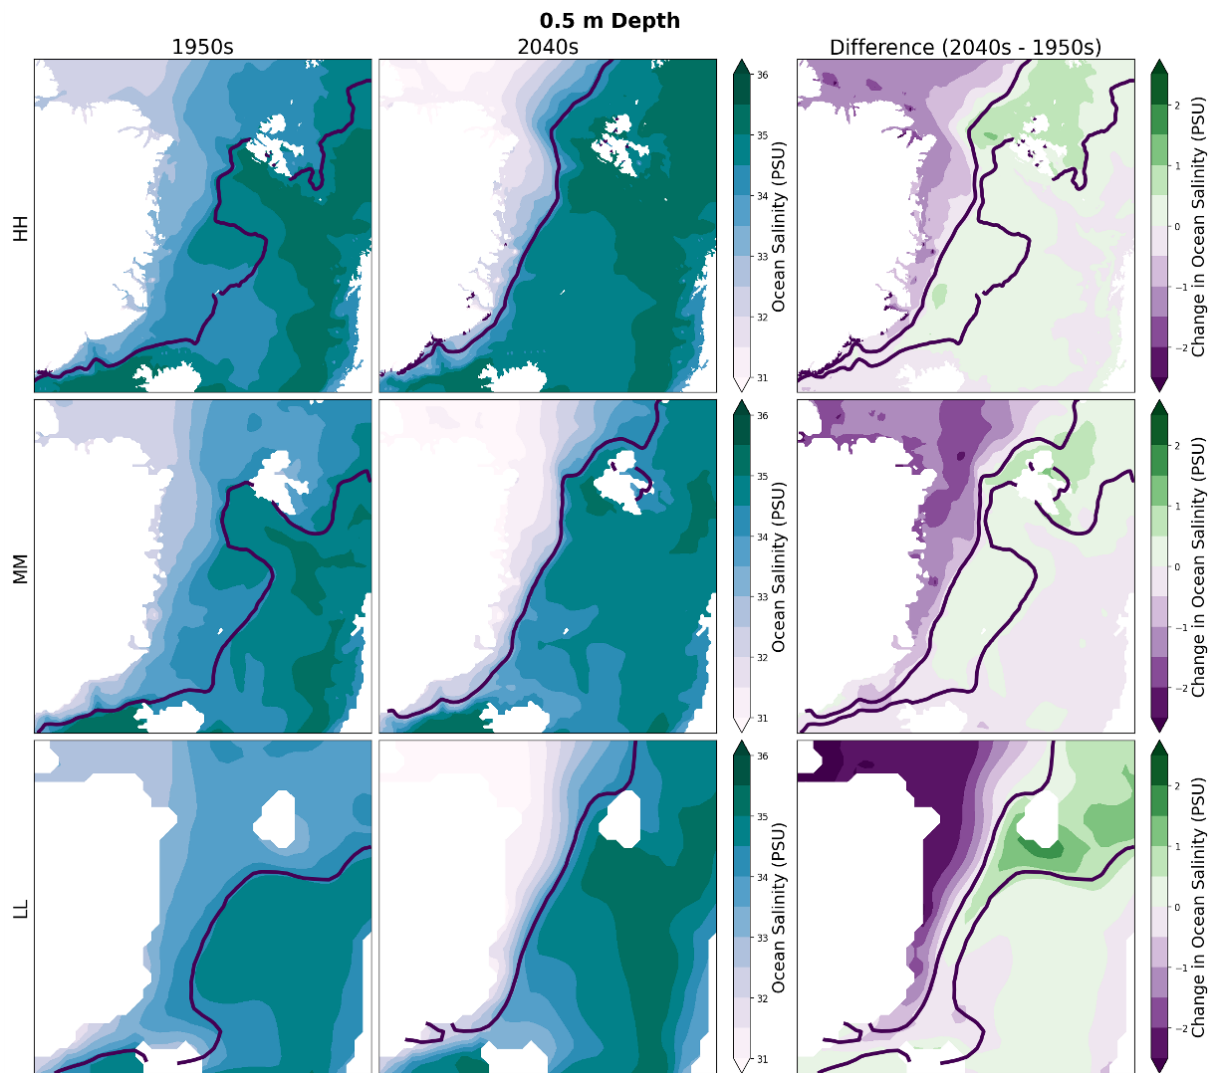 0.5 m Depth
1950s
2040s
Difference (2040s - 1950s)
HH
36
35
34
33
32
31
Ocean Salinity (PSU)
2
1
0
−1
−2
Change in Ocean Salinity (PSU)
MM
36
35
34
33
32
31
Ocean Salinity (PSU)
2
1
0
−1
−2
Change in Ocean Salinity (PSU)
LL
36
35
34
33
32
31
Ocean Salinity (PSU)
2
1
0
−1
−2
Change in Ocean Salinity (PSU)